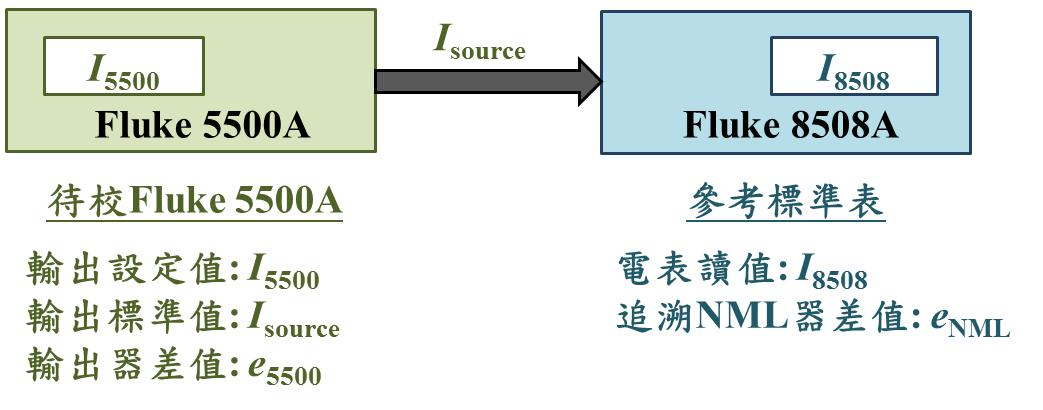 I5500
Fluke 5500A
Isource
I8508
Fluke 8508A
待校Fluke 5500A
輸出設定值: I5500
輸出標準值: Isource
輸出器差值: e5500
參考標準表
電表讀值: I8508
追溯NML器差值: eNML